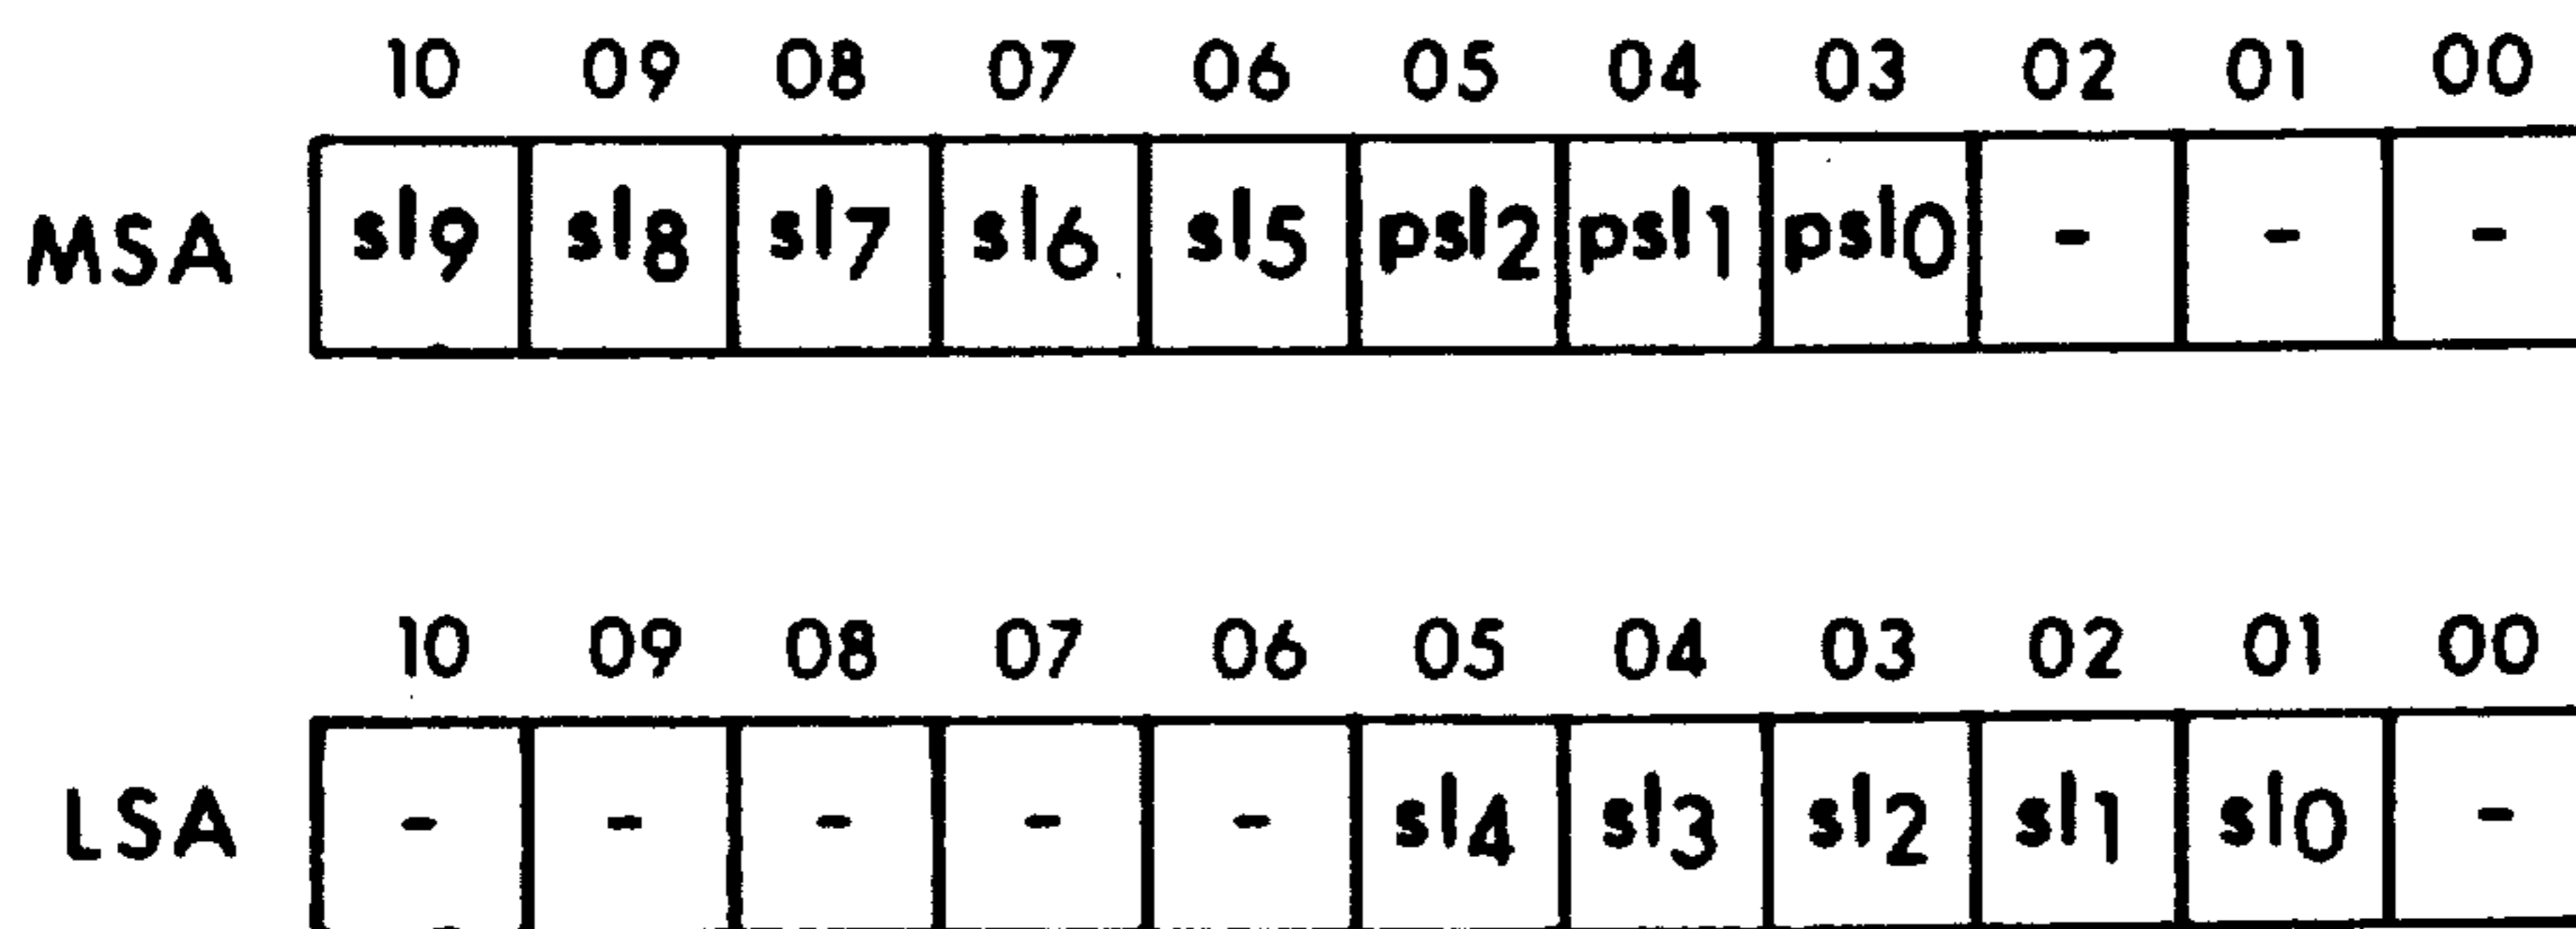 10 09 08 07 06 05 04 03 02 01 00
MSA sl9 sl8 sl7 sl6 sl5 psl2 psl1 psl0 - - -
10 09 08 07 06 05 04 03 02 01 00
LSA - - - - - sl4 sl3 sl2 sl1 sl0 -